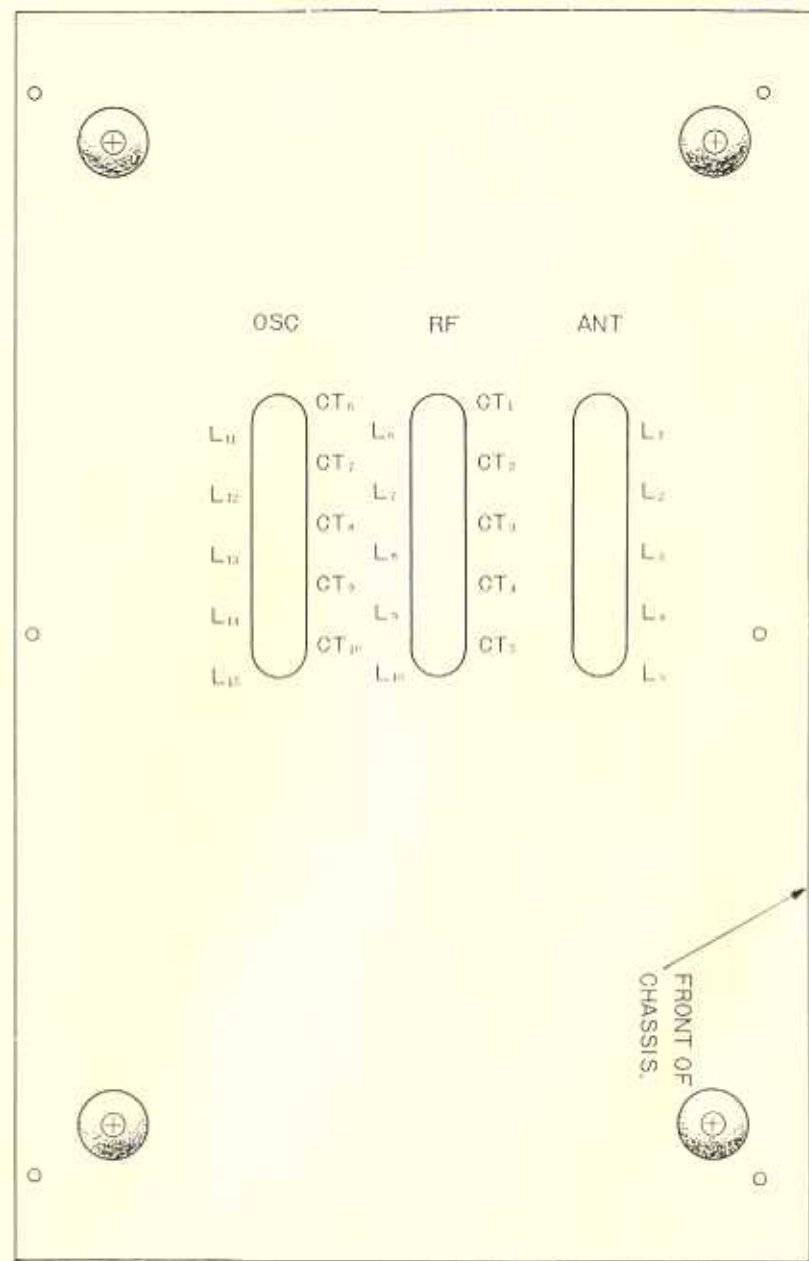 OSC RF ANT
CT₆ CT₁
L₁₁ L₆ L₁
CT₇ CT₂
L₁₂ L₇ L₂
CT₈ CT₃
L₁₃ L₈ L₃
CT₉ CT₄
L₁₄ L₉ L₄
CT₁₀ CT₅
L₁₅ L₁₀ L₅
FRONT OF
CHASSIS.